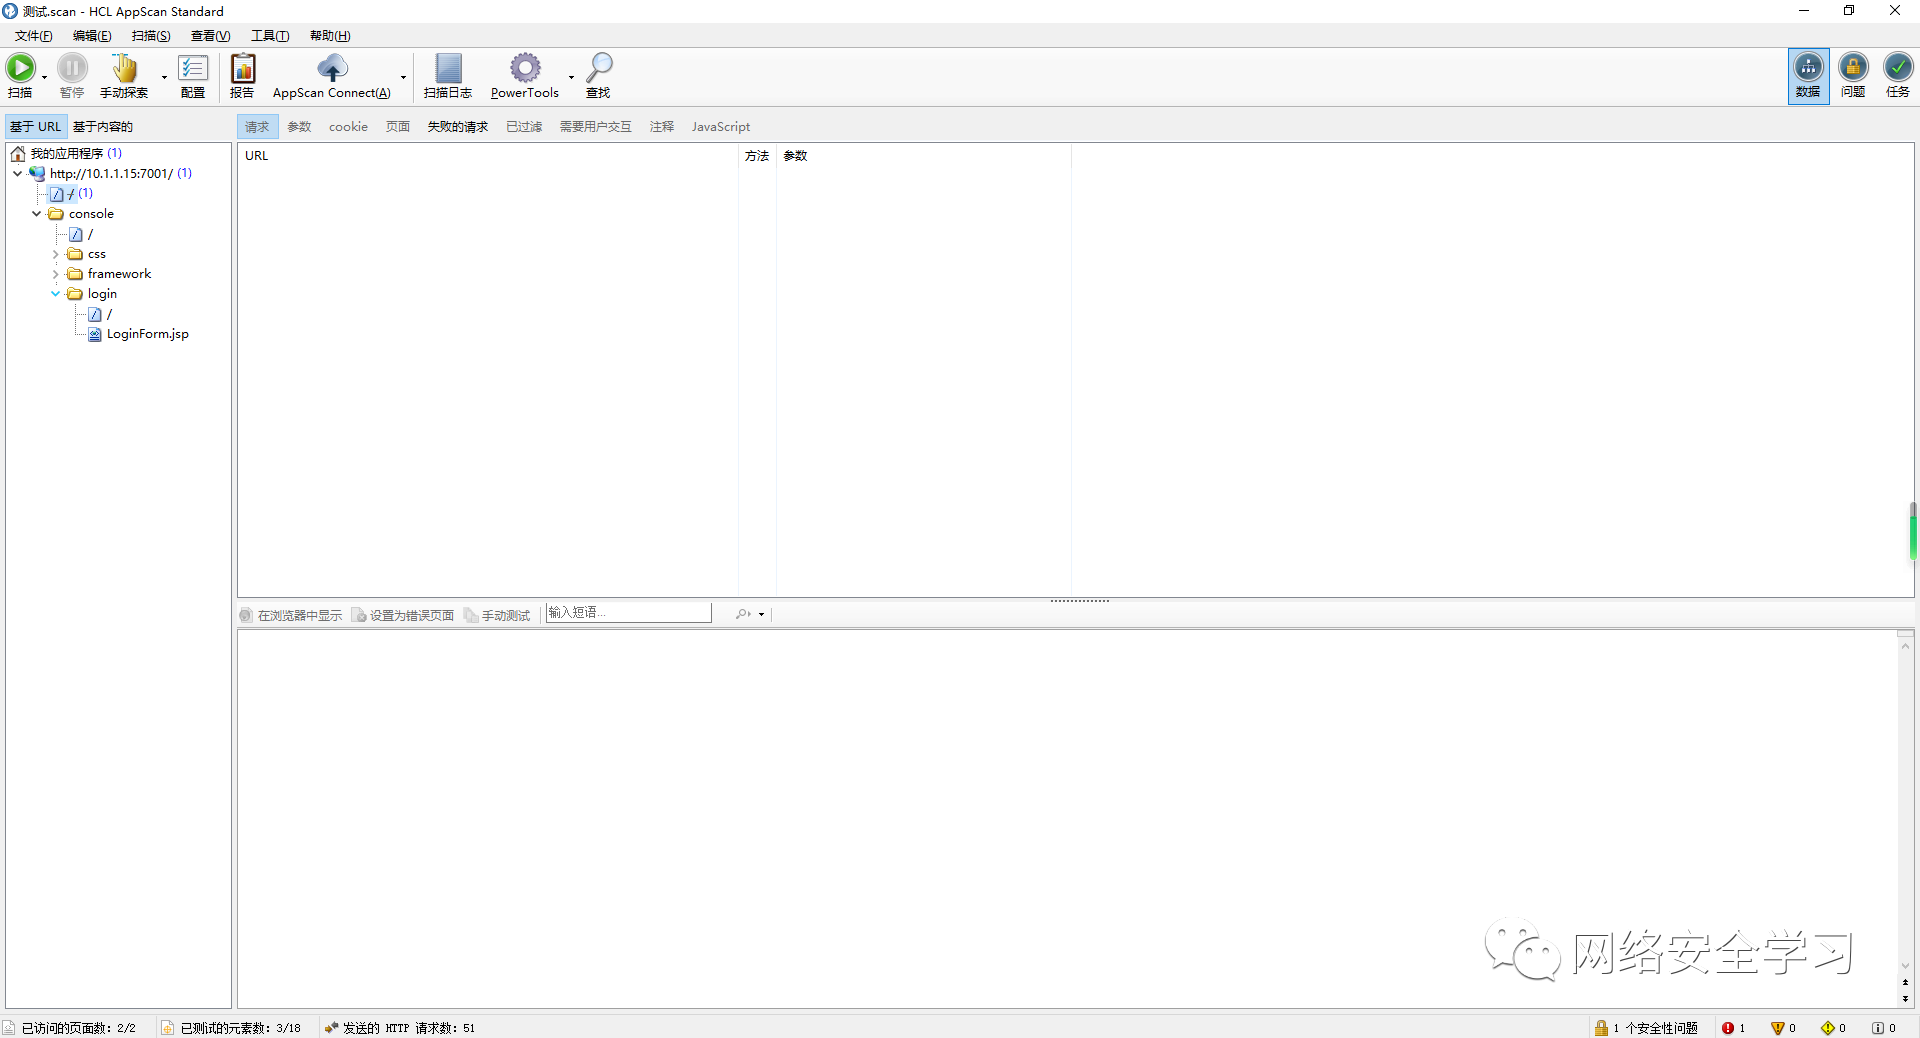 测试.scan - HCL AppScan Standard
文件(F) 编辑(E) 扫描(S) 查看(V) 工具(T) 帮助(H)
扫描 暂停 手动探索 配置 报告 AppScan Connect(A) 扫描日志 PowerTools 查找 数据 问题 任务
基于 URL 基于内容的 请求 参数 cookie 页面 失败的请求 已过滤 需要用户交互 注释 JavaScript
我的应用程序 (1)
URL 方法 参数
http://10.1.1.15:7001/ (1)
/ (1)
console
/
css
framework
login
/
LoginForm.jsp
在浏览器中显示 设置为错误页面 手动测试 输入短语...
网络安全学习
已访问的页面数: 2/2 已测试的元素数: 3/18 发送的 HTTP 请求数: 51 1 个安全性问题 1 0 0 0